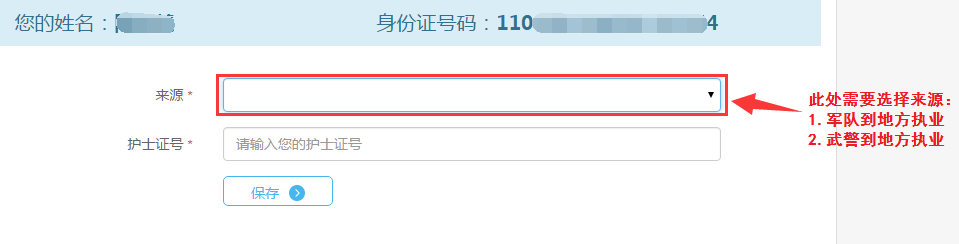 您的姓名：
身份证号码：110
4
来源 *
此处需要选择来源：
1. 军队到地方执业
2. 武警到地方执业
护士证号 *
请输入您的护士证号
保存